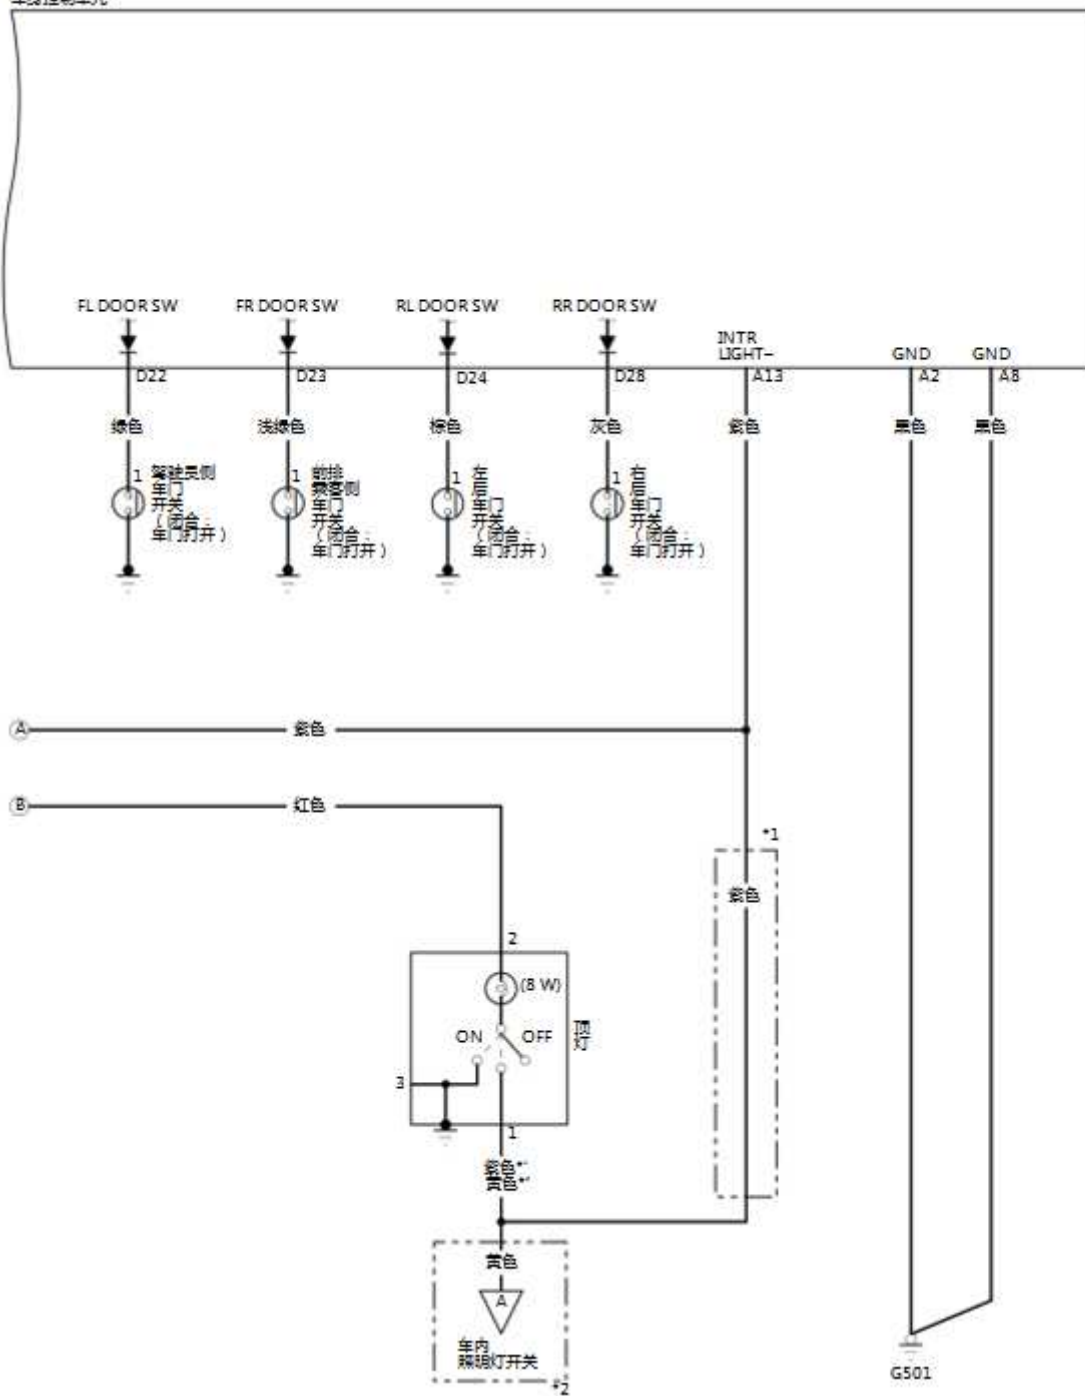 FL DOOR SW
FR DOOR SW
RL DOOR SW
RR DOOR SW
INTR
LIGHT−
GND
GND
D22
D23
D24
D28
A13
A2
A8
绿色
浅绿色
棕色
灰色
紫色
黑色
黑色
1
驾驶员侧
车门
开关
（闭合：
车门打开）
1
前排
乘客侧
车门
开关
（闭合：
车门打开）
1
左
后
车门
开关
（闭合：
车门打开）
1
右
后
车门
开关
（闭合：
车门打开）
A
紫色
B
红色
*1
紫色
2
(8 W)
ON
OFF
顶
灯
3
1
紫色
黄色
黄色
A
车内
照明灯开关
*2
G501